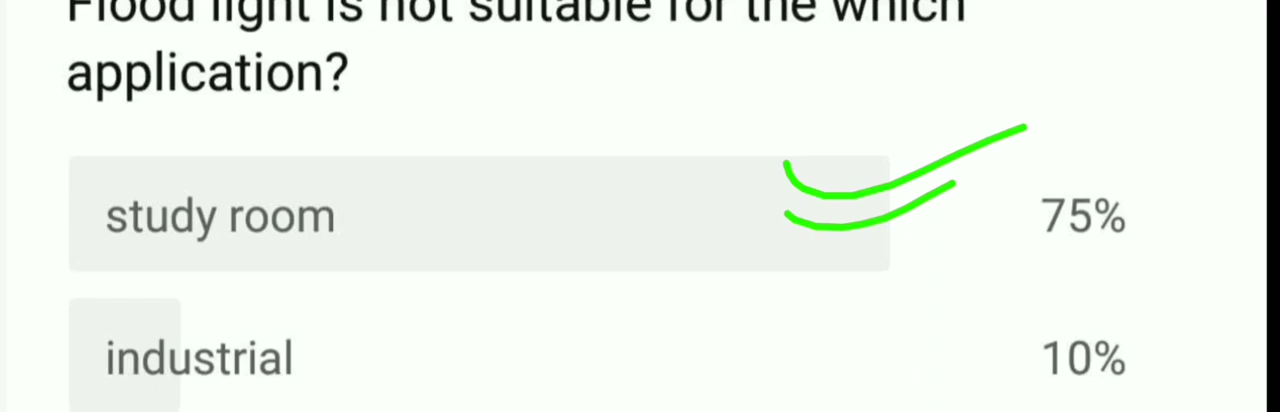 Flood light is not suitable for the which
application?
study room 75%
industrial 10%